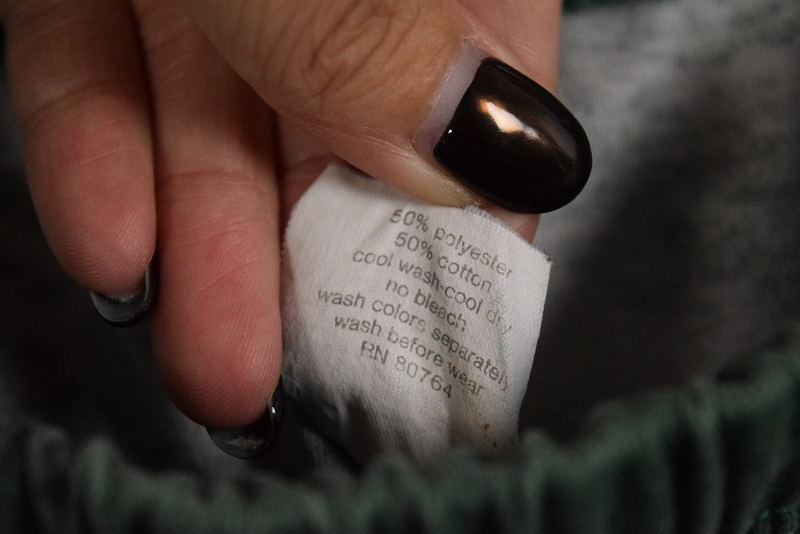 50% polyester
50% cotton
cool wash-cool dry
no bleach
wash colors separately
wash before wear
RN 80764